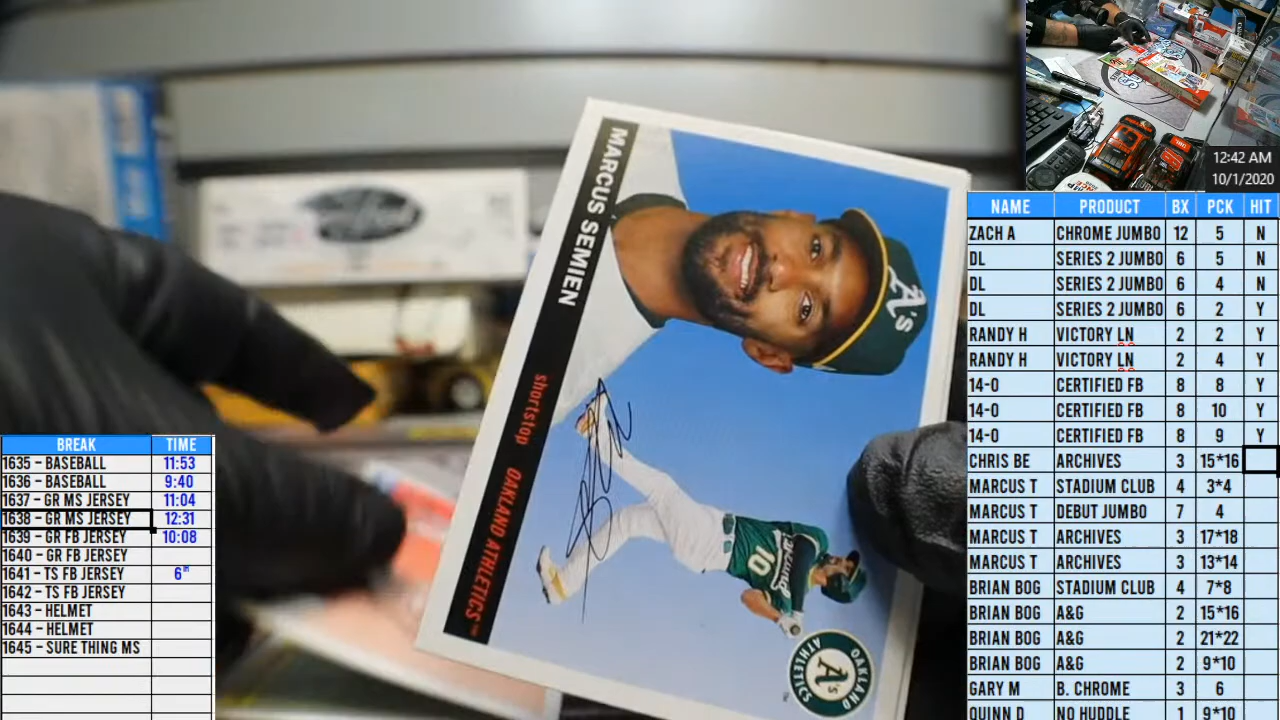 12:42 AM
10/1/2020
NAME PRODUCT BX PCK HIT
ZACH A CHROME JUMBO 12 5 N
DL SERIES 2 JUMBO 6 5 N
DL SERIES 2 JUMBO 6 4 N
DL SERIES 2 JUMBO 6 2 Y
RANDY H VICTORY LN 2 2 Y
RANDY H VICTORY LN 2 4 Y
14-0 CERTIFIED FB 8 8 Y
14-0 CERTIFIED FB 8 10 Y
14-0 CERTIFIED FB 8 9 Y
CHRIS BE ARCHIVES 3 15*16
MARCUS T STADIUM CLUB 4 3*4
MARCUS T DEBUT JUMBO 7 4
MARCUS T ARCHIVES 3 17*18
MARCUS T ARCHIVES 3 13*14
BRIAN BOG STADIUM CLUB 4 7*8
BRIAN BOG A&G 2 15*16
BRIAN BOG A&G 2 21*22
BRIAN BOG A&G 2 9*10
GARY M B. CHROME 3 6
QUINN D NO HUDDLE 1 9*10
MARCUS SEMIEN
shortstop OAKLAND ATHLETICS™
A's
10
OAKLAND
A's
ATHLETICS
™
BREAK TIME
1635 – BASEBALL 11:53
1636 – BASEBALL 9:40
1637 – GR MS JERSEY 11:04
1638 – GR MS JERSEY 12:31
1639 – GR FB JERSEY 10:08
1640 – GR FB JERSEY
1641 – TS FB JERSEY 6TH
1642 – TS FB JERSEY
1643 – HELMET
1644 – HELMET
1645 – SURE THING MS